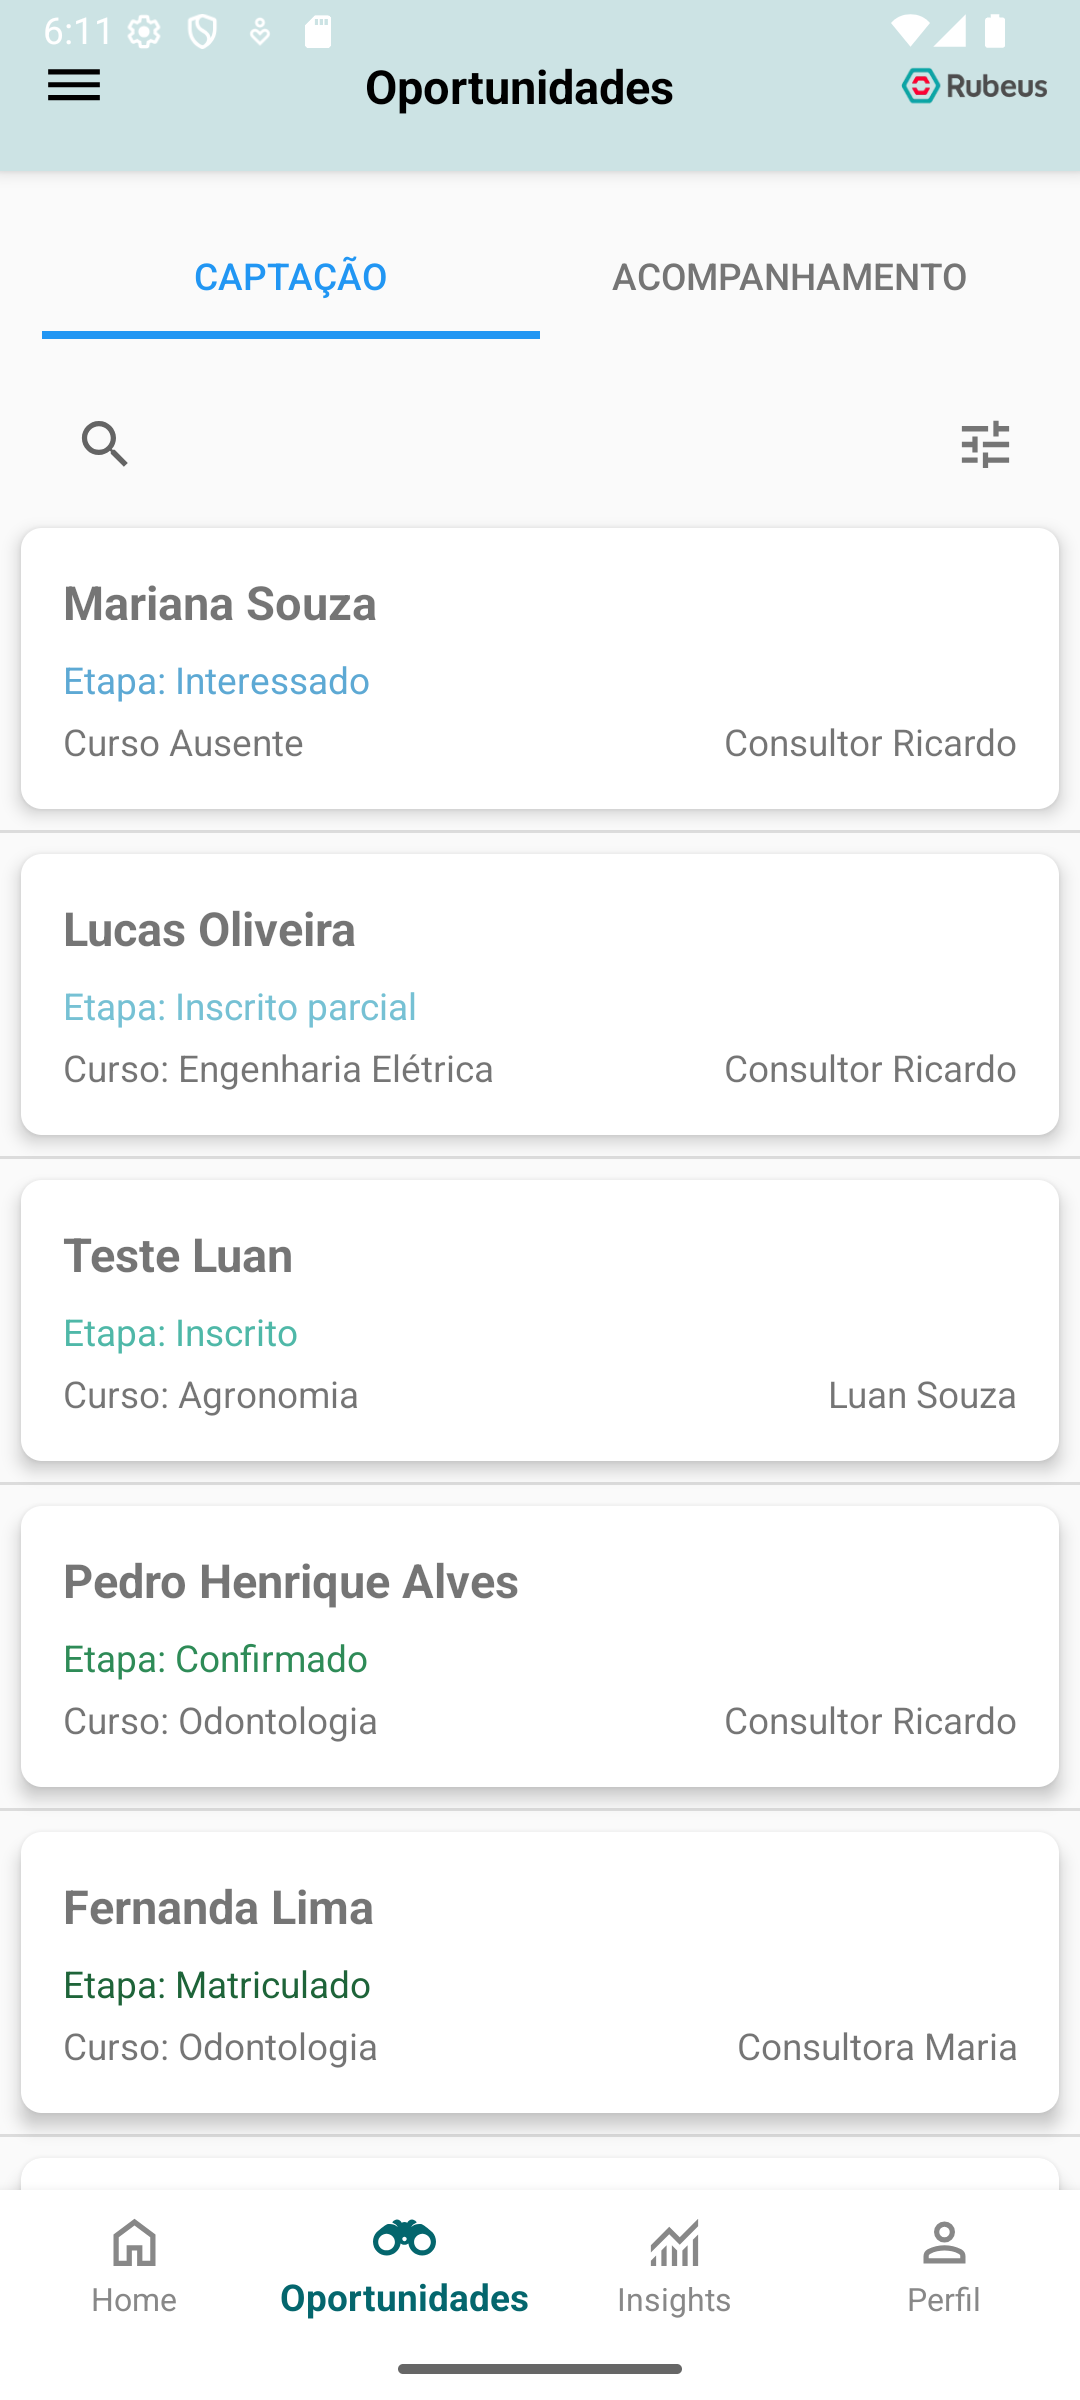 6:11
Oportunidades
Rubeus
CAPTAÇÃO
ACOMPANHAMENTO
Mariana Souza
Etapa: Interessado
Curso Ausente
Consultor Ricardo
Lucas Oliveira
Etapa: Inscrito parcial
Curso: Engenharia Elétrica
Consultor Ricardo
Teste Luan
Etapa: Inscrito
Curso: Agronomia
Luan Souza
Pedro Henrique Alves
Etapa: Confirmado
Curso: Odontologia
Consultor Ricardo
Fernanda Lima
Etapa: Matriculado
Curso: Odontologia
Consultora Maria
Home
Oportunidades
Insights
Perfil